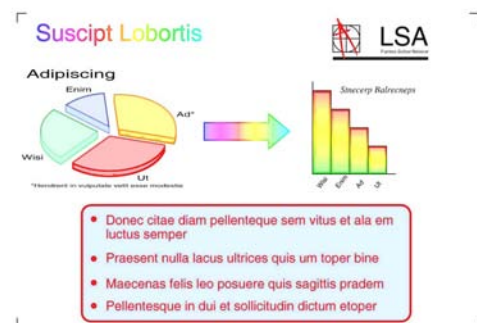 Suscipt Lobortis
LSA
Adipiscing
Enim
Ad*
Wisi
Ut
*Hendrerit in vulputate velit esse modestie
Stnecerp Balrecneps
Wisi
Enim
Ad
Ut
• Donec citae diam pellenteque sem vitus et ala em
luctus semper
• Praesent nulla lacus ultrices quis um toper bine
• Maecenas felis leo posuere quis sagittis pradem
• Pellentesque in dui et sollicitudin dictum etoper